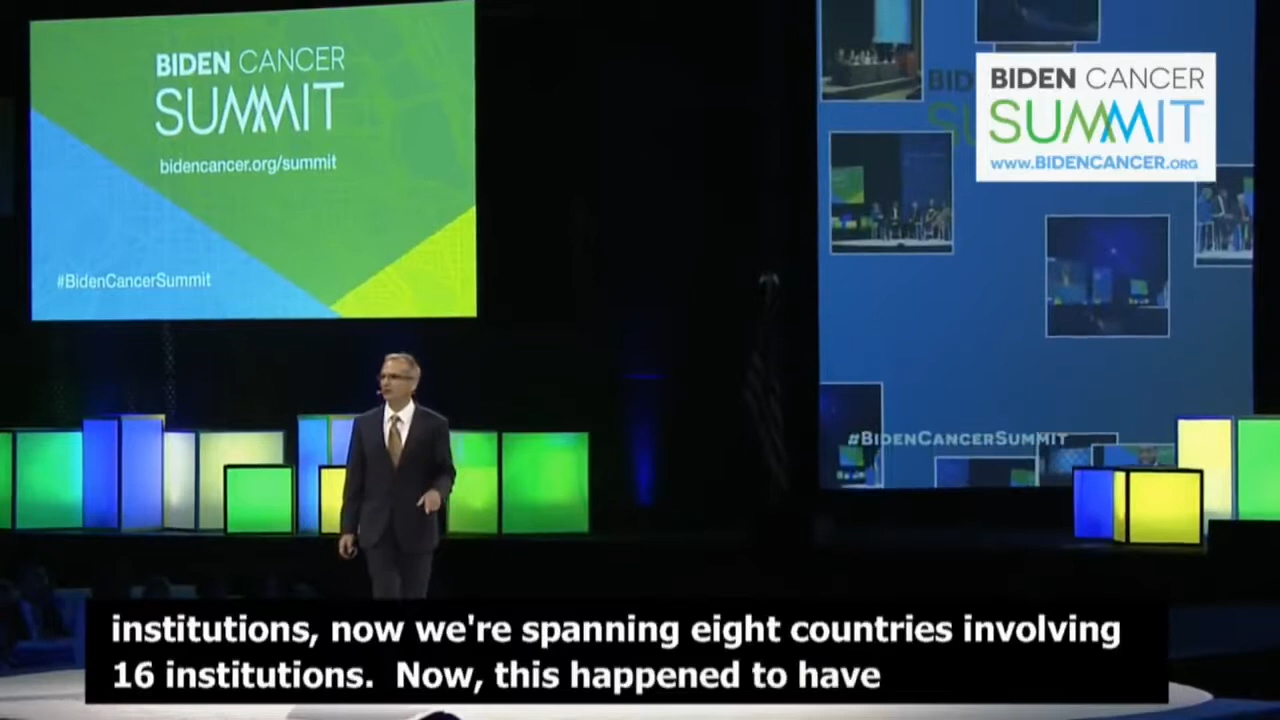 BIDEN CANCER
SUMMIT
bidencancer.org/summit
#BidenCancerSummit
BIDEN CANCER
SUMMIT
www.BIDENCANCER.ORG
#BIDENCANCERSUMMIT
institutions, now we're spanning eight countries involving
16 institutions.  Now, this happened to have